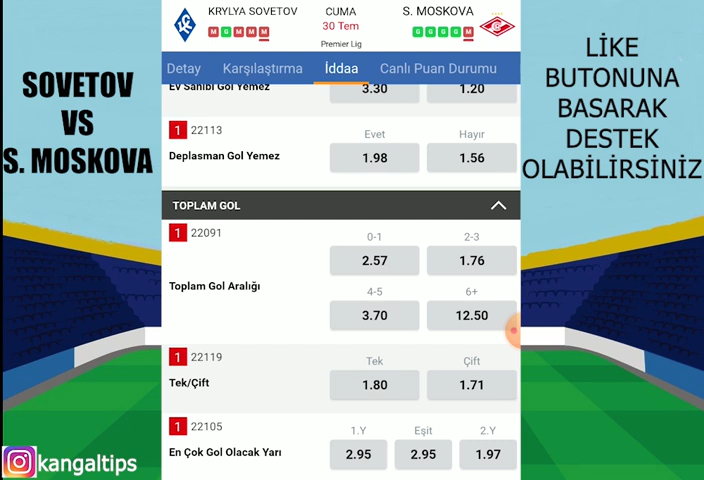 SOVETOV
VS
S. MOSKOVA
KRYLYA SOVETOV
M G M M M
CUMA
30 Tem
Premier Lig
S. MOSKOVA
G G G G M
Detay Karşılaştırma İddaa Canlı Puan Durumu
Ev Sahibi Gol Yemez 3.30 1.20
1 22113
Evet Hayır
Deplasman Gol Yemez 1.98 1.56
TOPLAM GOL
1 22091
0-1 2-3
2.57 1.76
Toplam Gol Aralığı
4-5 6+
3.70 12.50
1 22119
Tek Çift
Tek/Çift 1.80 1.71
1 22105
1.Y Eşit 2.Y
En Çok Gol Olacak Yarı 2.95 2.95 1.97
LİKE
BUTONUNA
BASARAK
DESTEK
OLABİLİRSİNİZ
kangaltips